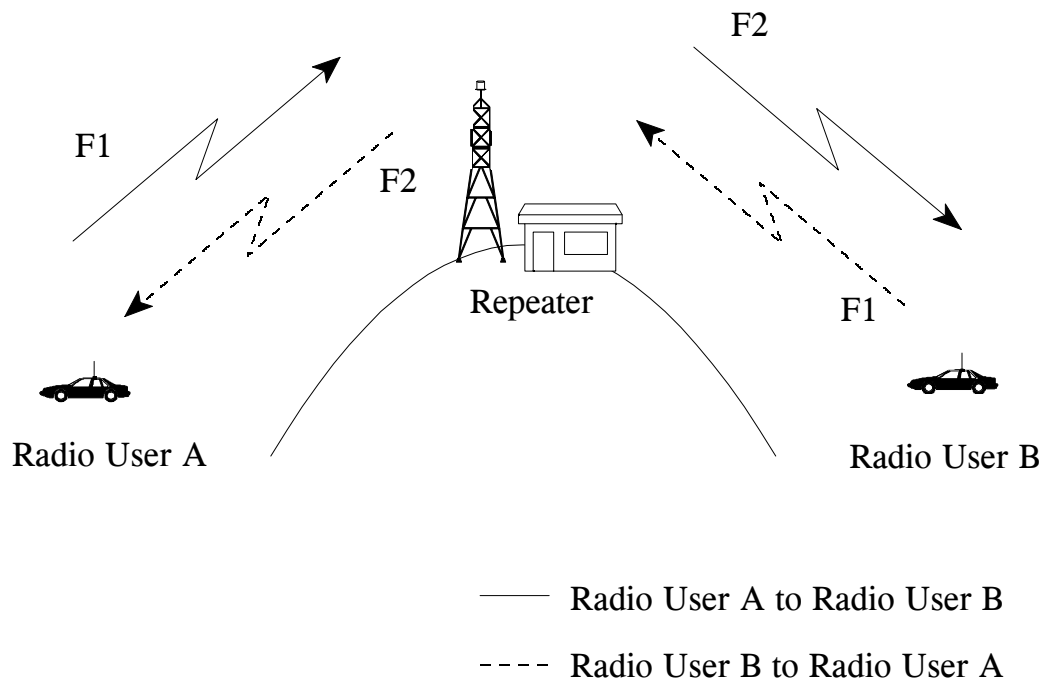 F2
F1
F2
Repeater
F1
Radio User A
Radio User B
Radio User A to Radio User B
Radio User B to Radio User A